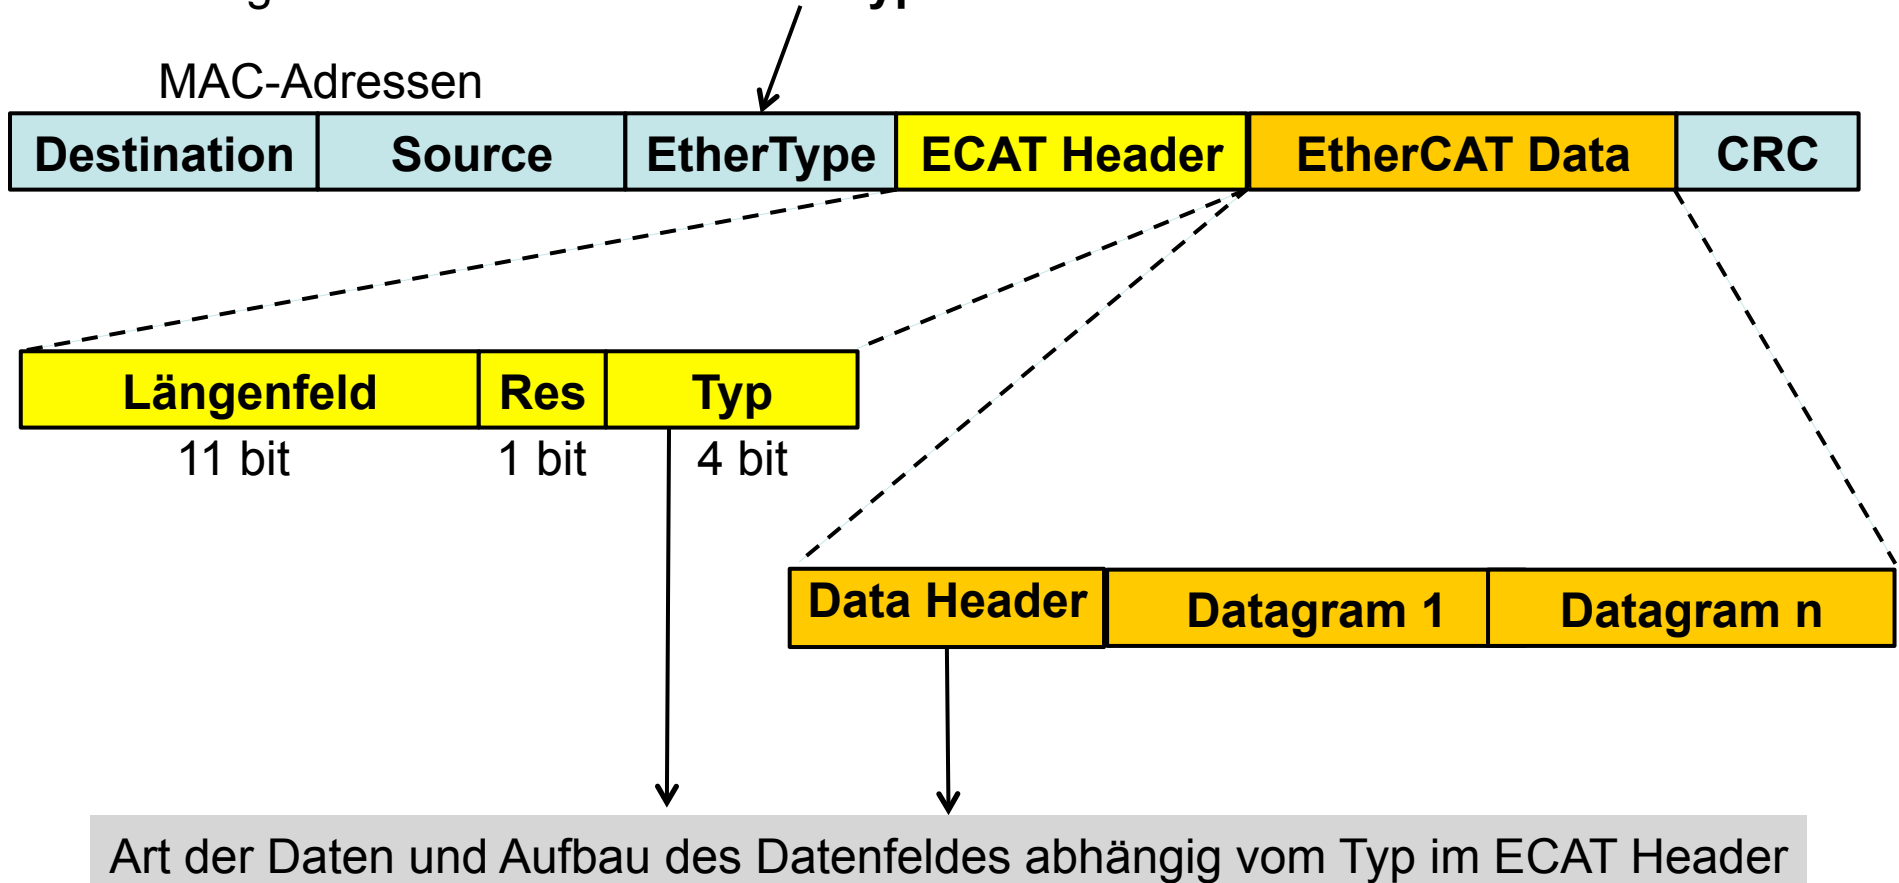 MAC-Adressen
Destination Source EtherType ECAT Header EtherCAT Data CRC
Längenfeld Res Typ
11 bit 1 bit 4 bit
Data Header Datagram 1 Datagram n
Art der Daten und Aufbau des Datenfeldes abhängig vom Typ im ECAT Header